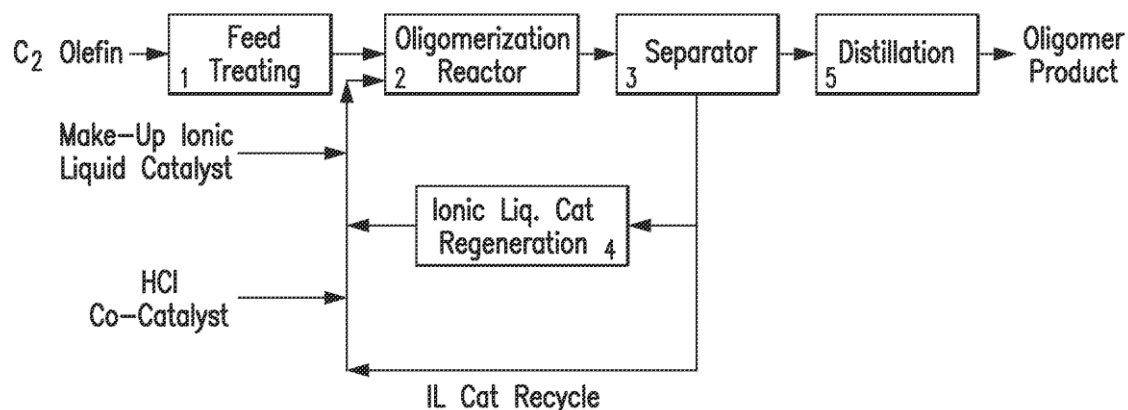 C2 Olefin
Feed
Treating
1
Oligomerization
Reactor
2
Separator
3
Distillation
5
Oligomer
Product
Make-Up Ionic
Liquid Catalyst
Ionic Liq. Cat
Regeneration 4
HCl
Co-Catalyst
IL Cat Recycle